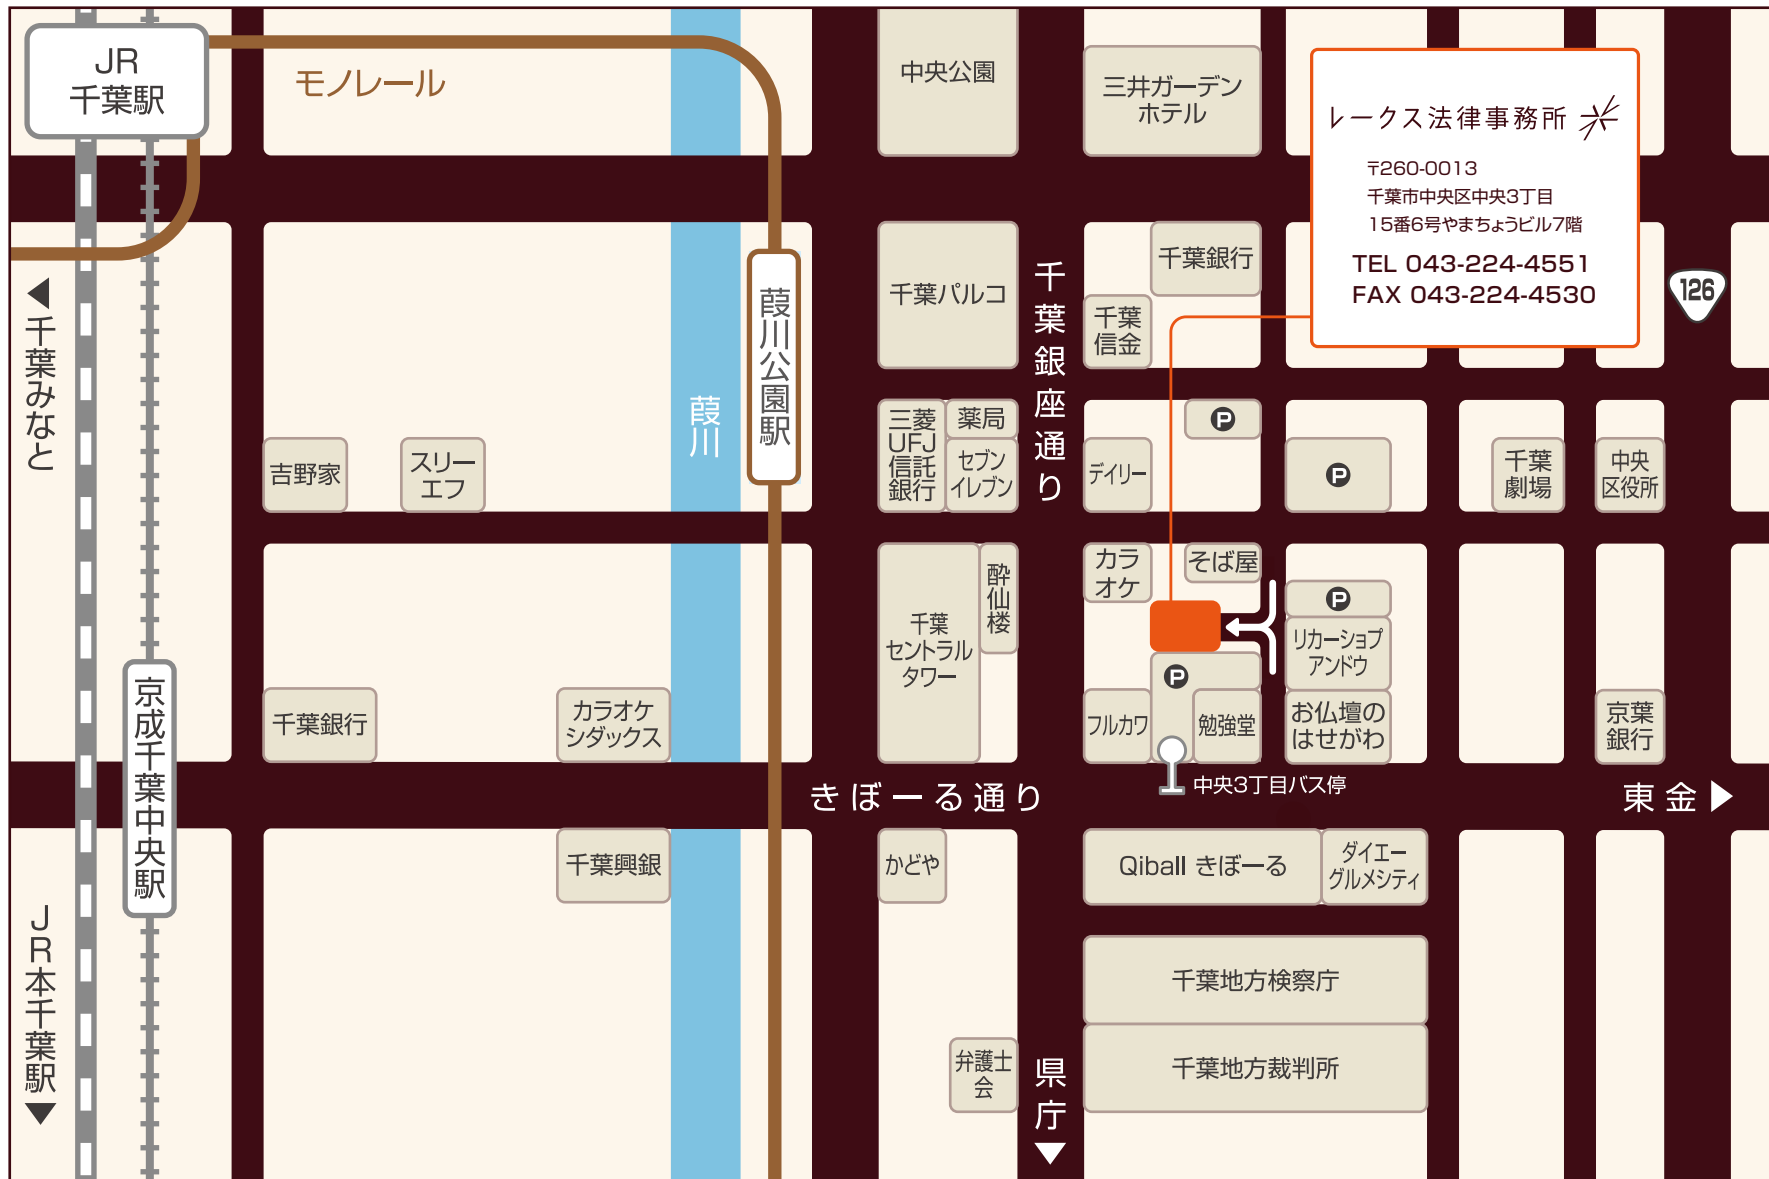 JR
千葉駅
モノレール
中央公園
三井ガーデン
ホテル
レークス法律事務所
〒260-0013
千葉市中央区中央3丁目
15番6号やまちょうビル7階
TEL 043-224-4551
FAX 043-224-4530
126
千葉みなと
葭川公園駅
葭川
千葉パルコ
千葉銀座通り
千葉銀行
千葉
信金
吉野家
スリー
エフ
三菱
UFJ
信託
銀行
薬局
セブン
イレブン
デイリー
P
P
千葉
劇場
中央
区役所
千葉
セントラル
タワー
酔仙楼
カラ
オケ
そば屋
P
リカーショップ
アンドウ
P
フルカワ
勉強堂
お仏壇の
はせがわ
京葉
銀行
京成千葉中央駅
千葉銀行
カラオケ
シダックス
きぼーる通り
中央3丁目バス停
東金
千葉興銀
かどや
Qiball きぼーる
ダイエー
グルメシティ
JR本千葉駅
千葉地方検察庁
弁護士
会
県庁
千葉地方裁判所